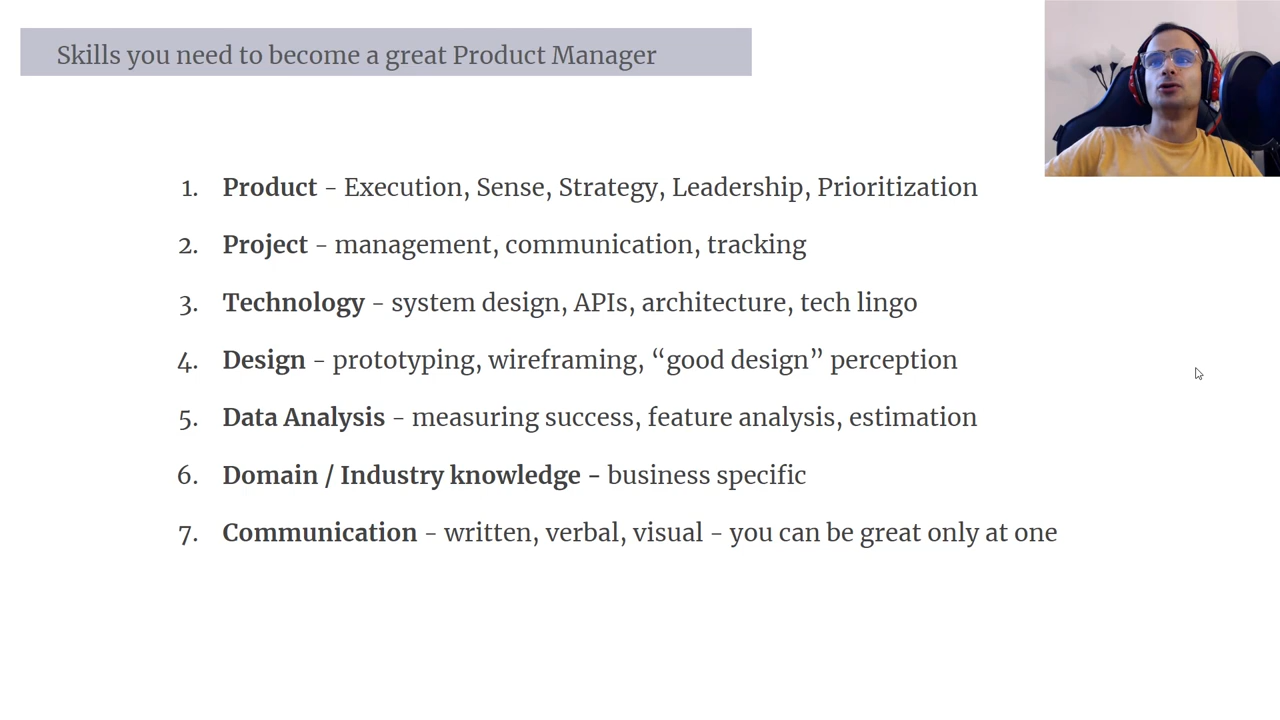 Skills you need to become a great Product Manager
1. Product - Execution, Sense, Strategy, Leadership, Prioritization
2. Project - management, communication, tracking
3. Technology - system design, APIs, architecture, tech lingo
4. Design - prototyping, wireframing, “good design” perception
5. Data Analysis - measuring success, feature analysis, estimation
6. Domain / Industry knowledge - business specific
7. Communication - written, verbal, visual - you can be great only at one